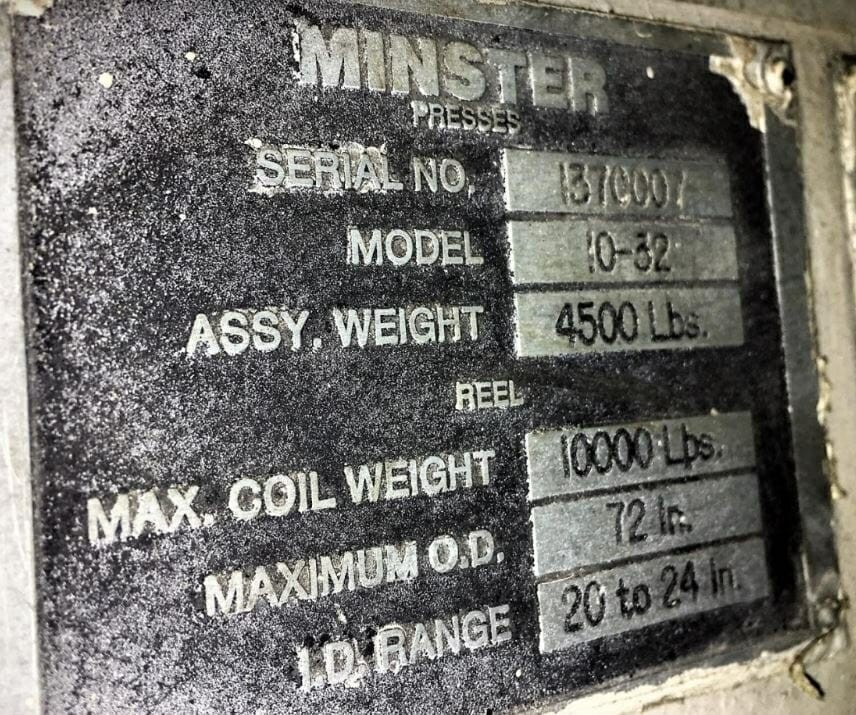 MINSTER
PRESSES
SERIAL NO. 1370007
MODEL 10-32
ASSY. WEIGHT 4500 Lbs.
REEL
MAX. COIL WEIGHT 10000 Lbs.
MAXIMUM O.D. 72 In.
I.D. RANGE 20 to 24 In.